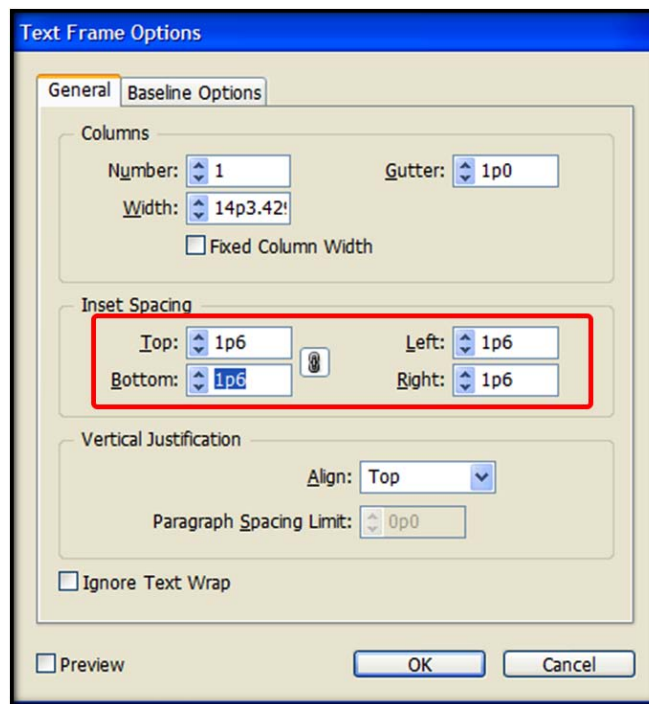 Text Frame Options
General Baseline Options
Columns
Number: 1 Gutter: 1p0
Width: 14p3.429
Fixed Column Width
Inset Spacing
Top: 1p6 Left: 1p6
Bottom: 1p6 Right: 1p6
Vertical Justification
Align: Top
Paragraph Spacing Limit: 0p0
Ignore Text Wrap
Preview OK Cancel